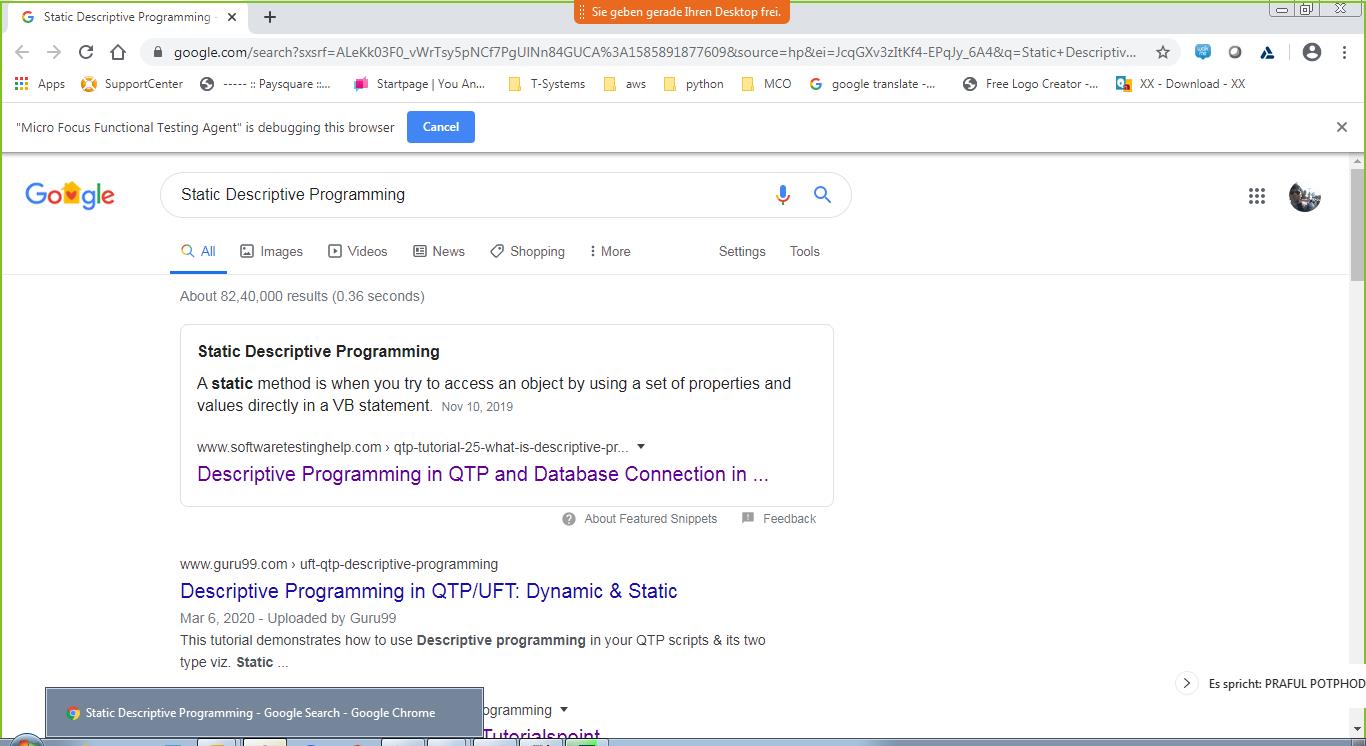 Static Descriptive Programming -
Sie geben gerade Ihren Desktop frei.
google.com/search?sxsrf=ALeKk03F0_vWrTsy5pNCf7PgUlNn84GUCA%3A1585891877609&source=hp&ei=JcqGXv3zItKf4-EPqJy_6A4&q=Static+Descriptiv...
Apps SupportCenter ----- :: Paysquare ::... Startpage | You An... T-Systems aws python MCO google translate -... Free Logo Creator -... XX - Download - XX
"Micro Focus Functional Testing Agent" is debugging this browser Cancel
Google
Static Descriptive Programming
All Images Videos News Shopping More Settings Tools
About 82,40,000 results (0.36 seconds)
Static Descriptive Programming
A static method is when you try to access an object by using a set of properties and
values directly in a VB statement. Nov 10, 2019
www.softwaretestinghelp.com › qtp-tutorial-25-what-is-descriptive-pr...
Descriptive Programming in QTP and Database Connection in ...
About Featured Snippets Feedback
www.guru99.com › uft-qtp-descriptive-programming
Descriptive Programming in QTP/UFT: Dynamic & Static
Mar 6, 2020 - Uploaded by Guru99
This tutorial demonstrates how to use Descriptive programming in your QTP scripts & its two
type viz. Static ...
Es spricht: PRAFUL POTPHOD
Static Descriptive Programming - Google Search - Google Chrome
ogramming
Tutorialspoint